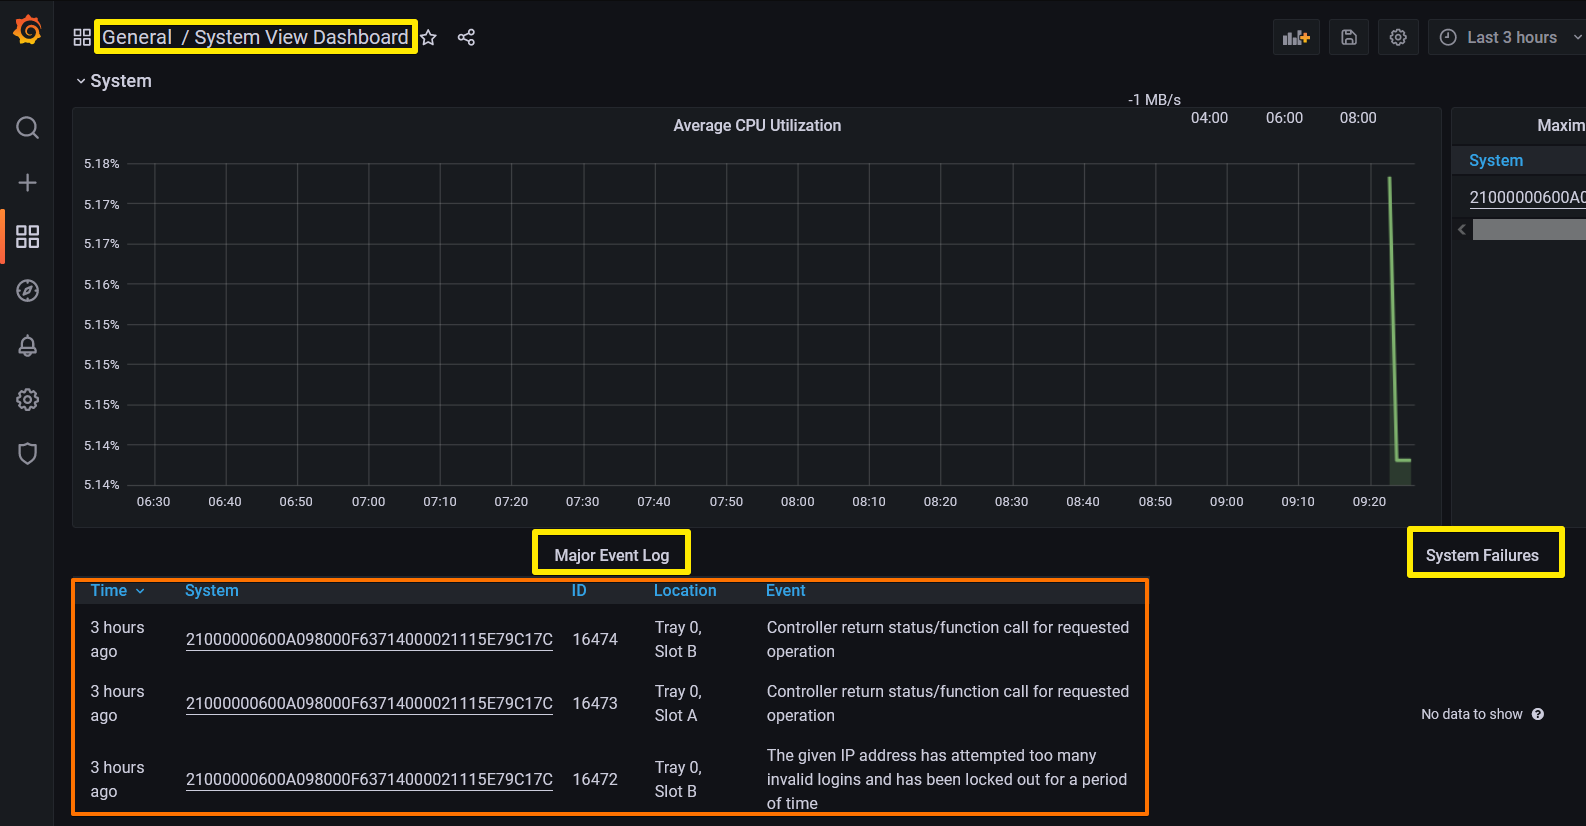 General / System View Dashboard
Last 3 hours
System
-1 MB/s
04:00 06:00 08:00
Average CPU Utilization
5.18%
5.17%
5.17%
5.16%
5.15%
5.15%
5.15%
5.14%
5.14%
06:30 06:40 06:50 07:00 07:10 07:20 07:30 07:40 07:50 08:00 08:10 08:20 08:30 08:40 08:50 09:00 09:10 09:20
Maxim
System
21000000600A0
Major Event Log
Time System ID Location Event
3 hours ago 21000000600A098000F63714000021115E79C17C 16474 Tray 0, Slot B Controller return status/function call for requested operation
3 hours ago 21000000600A098000F63714000021115E79C17C 16473 Tray 0, Slot A Controller return status/function call for requested operation
3 hours ago 21000000600A098000F63714000021115E79C17C 16472 Tray 0, Slot B The given IP address has attempted too many invalid logins and has been locked out for a period of time
System Failures
No data to show